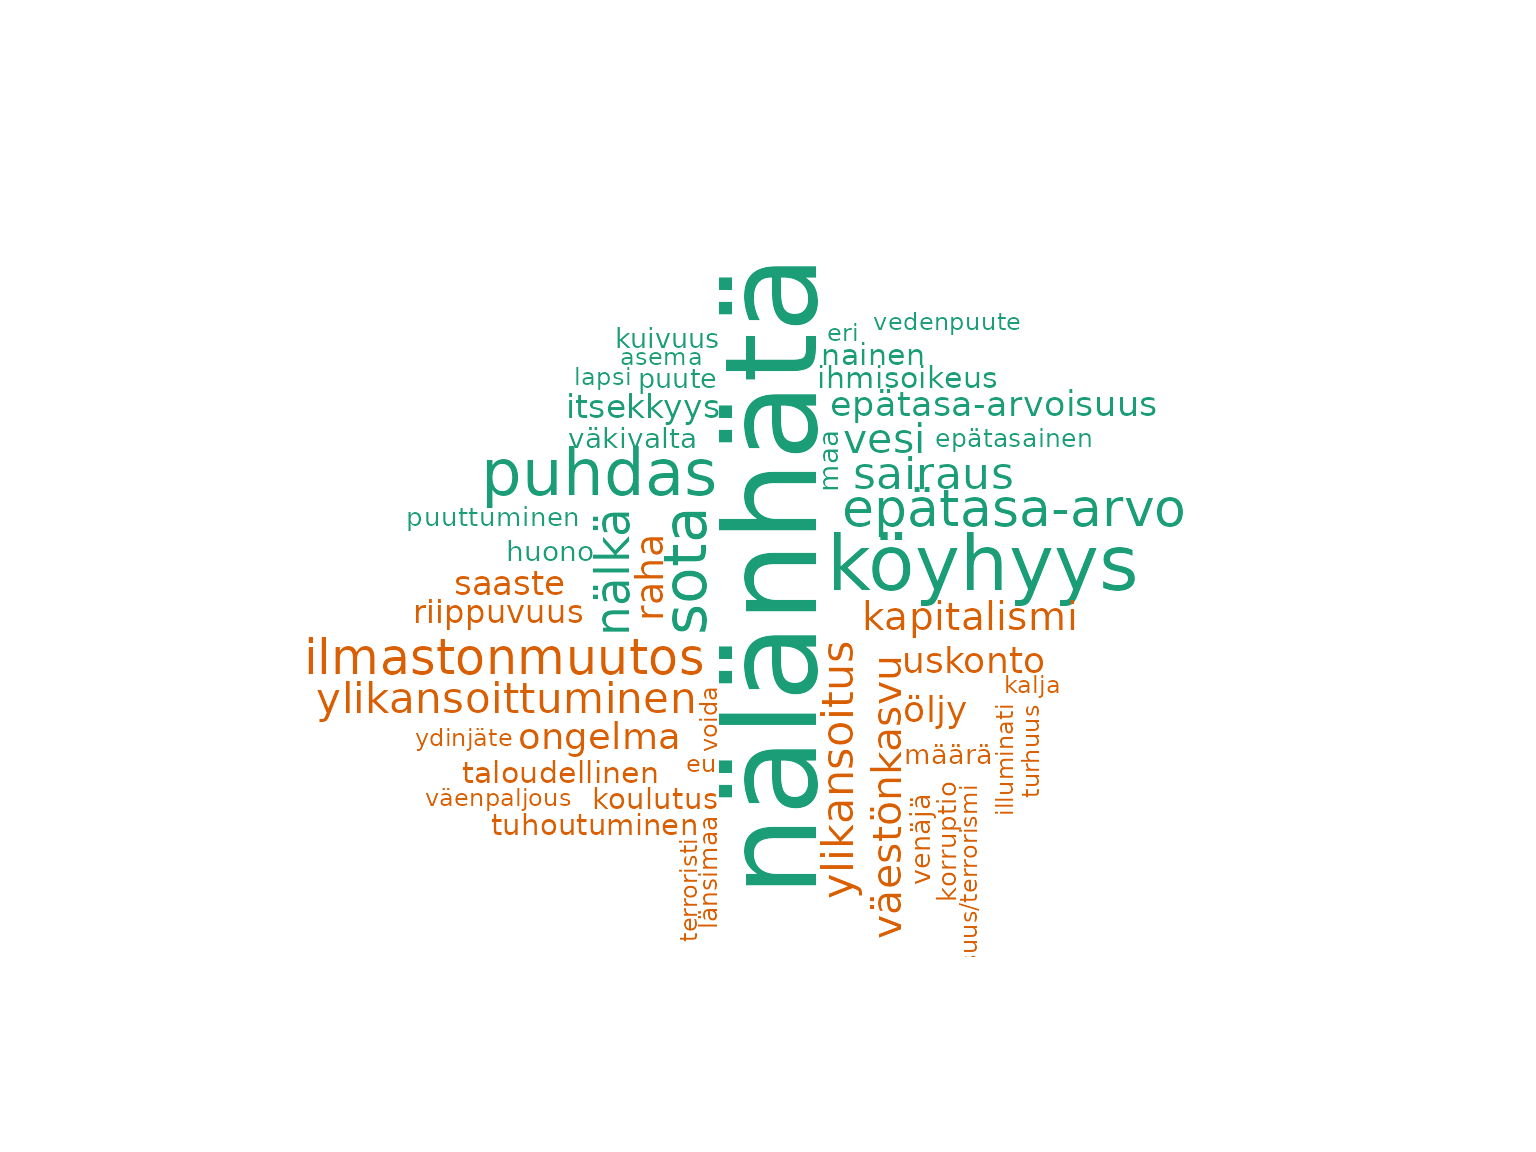 nälänhätä
kuivuus
asema
lapsi
puute
itsekkyys
väkivalta
puhdas
puuttuminen
huono
nälkä
raha
sota
eri
vedenpuute
nainen
ihmisoikeus
epätasa-arvoisuus
maa
vesi
epätasainen
sairaus
epätasa-arvo
köyhyys
saaste
riippuvuus
ilmastonmuutos
ylikansoittuminen
voida
ydinjäte
ongelma
eu
taloudellinen
väenpaljous
koulutus
tuhoutuminen
terroristi
länsimaa
kapitalismi
ylikansoitus
väestönkasvu
uskonto
kalja
öljy
määrä
illuminati
turhuus
venäjä
korruptio
uus/terrorismi